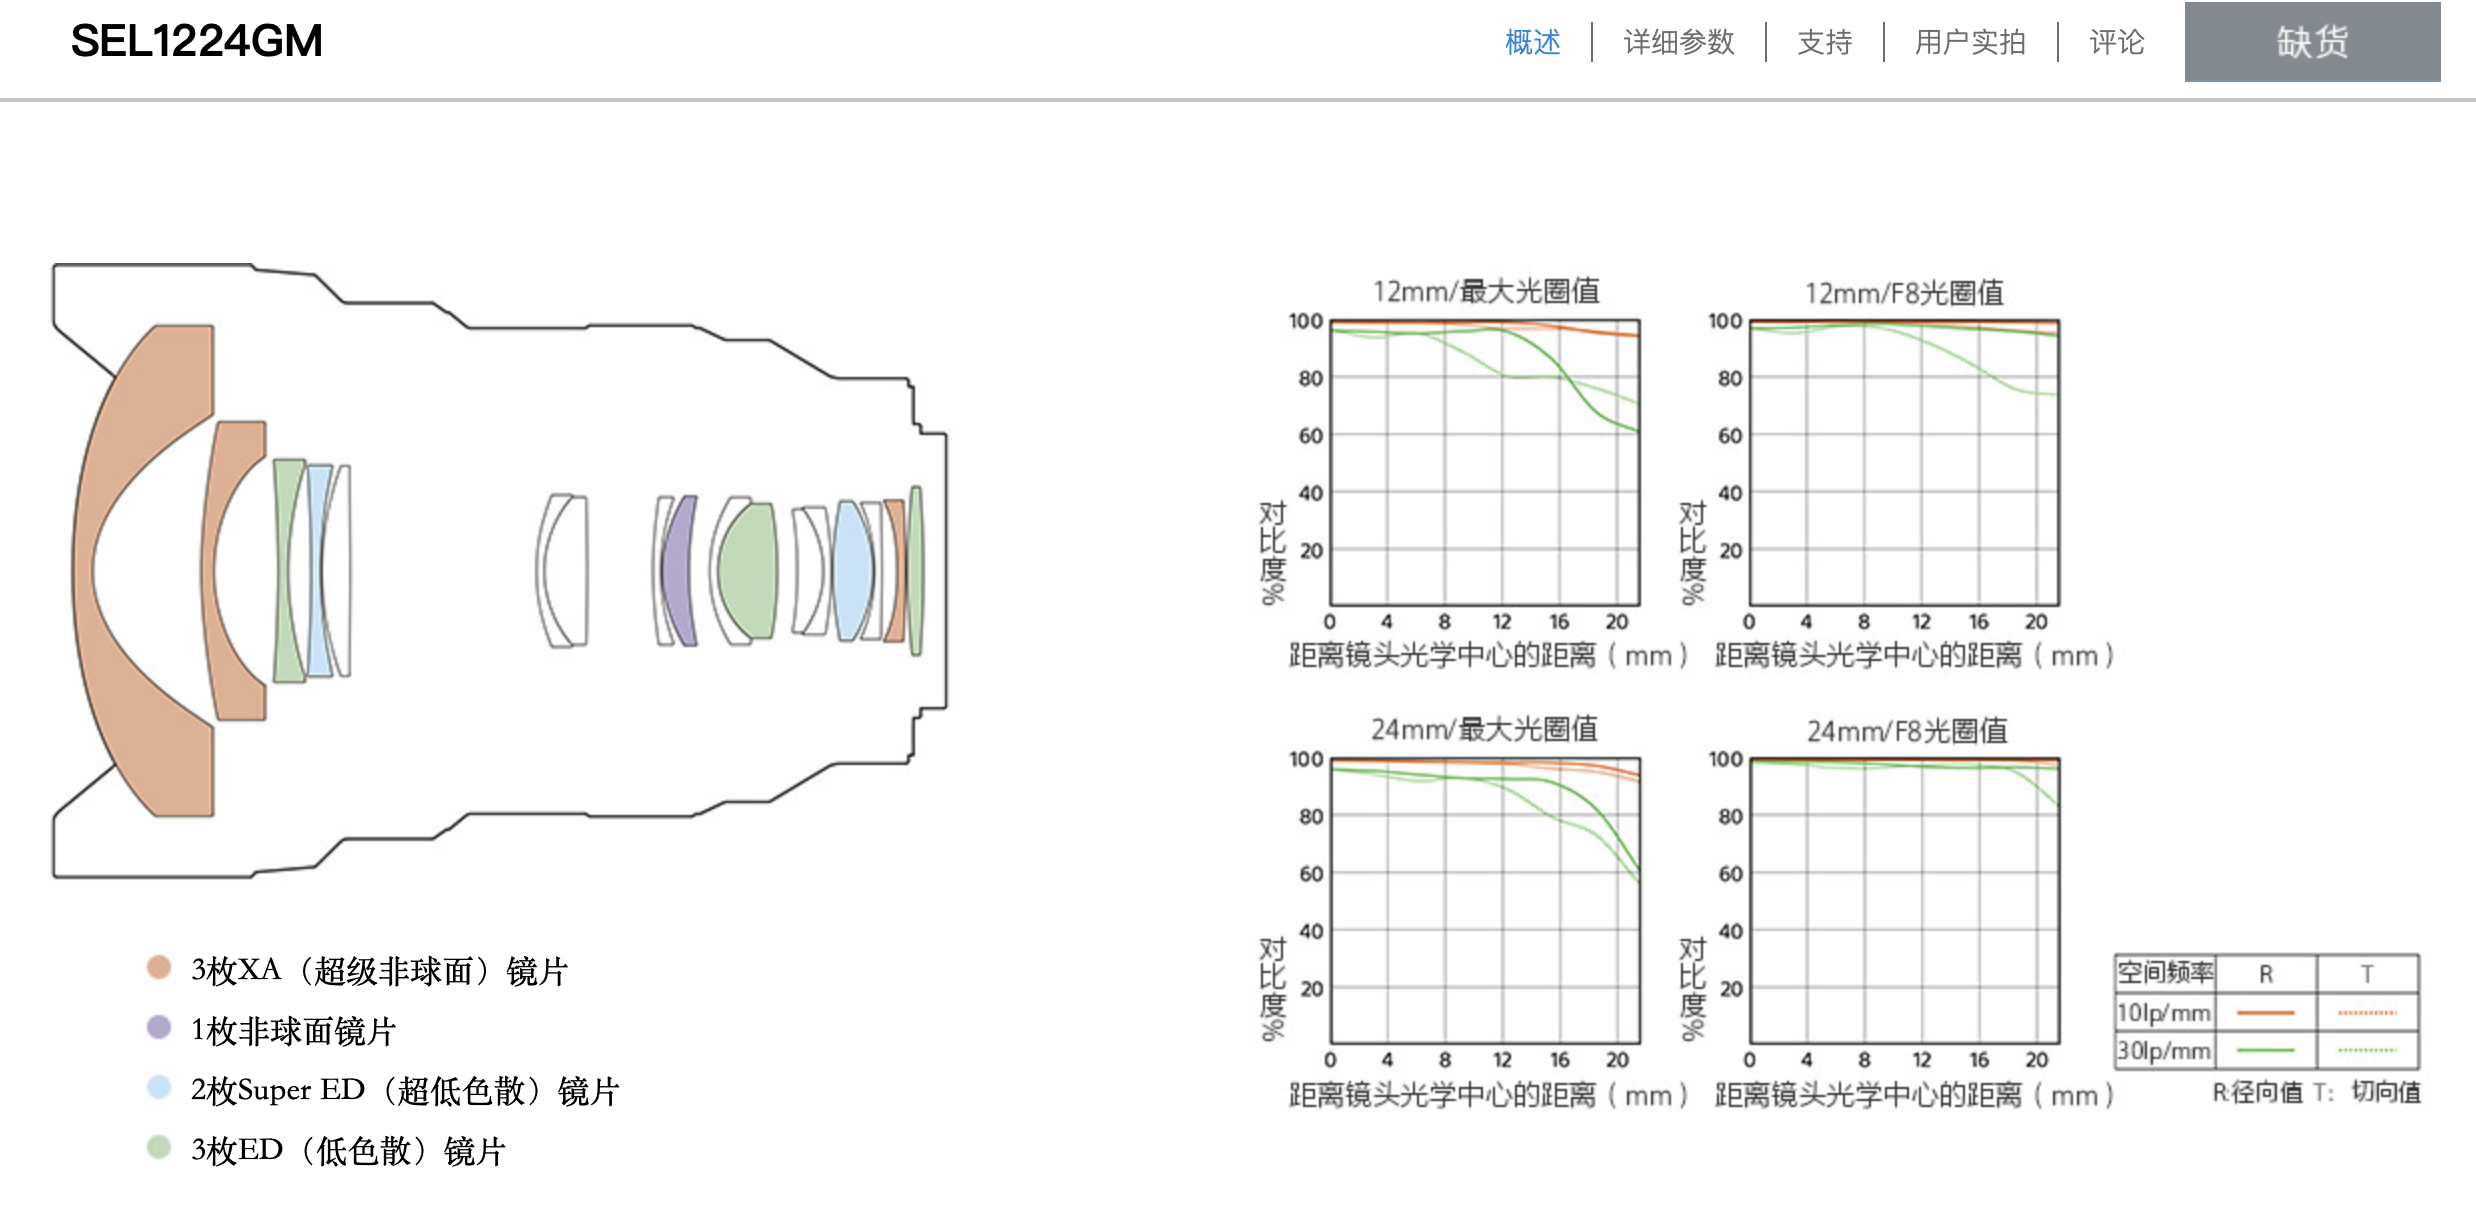 SEL1224GM
概述
详细参数
支持
用户实拍
评论
缺货
3枚XA（超级非球面）镜片
1枚非球面镜片
2枚Super ED（超低色散）镜片
3枚ED（低色散）镜片
12mm/最大光圈值
100
80
60
40
20
对比度%
0 4 8 12 16 20
距离镜头光学中心的距离（mm）
12mm/F8光圈值
100
80
60
40
20
对比度%
0 4 8 12 16 20
距离镜头光学中心的距离（mm）
24mm/最大光圈值
100
80
60
40
20
对比度%
0 4 8 12 16 20
距离镜头光学中心的距离（mm）
24mm/F8光圈值
100
80
60
40
20
对比度%
0 4 8 12 16 20
距离镜头光学中心的距离（mm）
空间频率 R T
10lp/mm
30lp/mm
R:径向值 T: 切向值